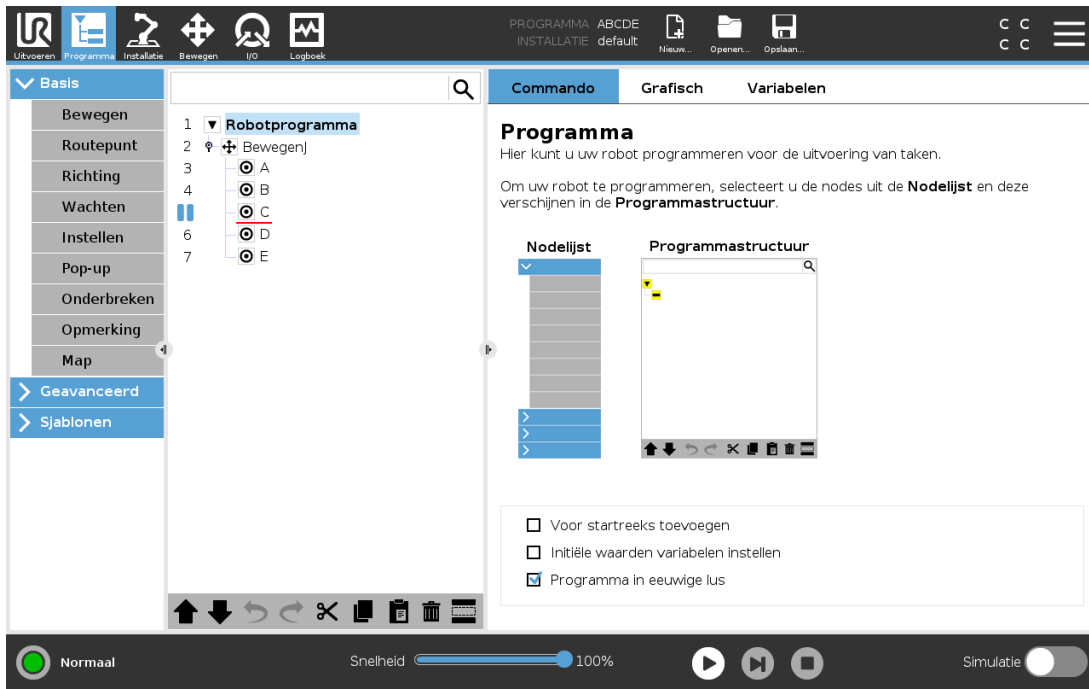 UR
PROGRAMMA ABCDE
INSTALLATIE default
Uitvoeren Programma Installatie Bewegen I/O Logboek
Nieuw... Openen... Opslaan...
C C
C C
Basis
Bewegen
Routepunt
Richting
Wachten
Instellen
Pop-up
Onderbreken
Opmerking
Map
Geavanceerd
Sjablonen
1 Robotprogramma
2 BewegenJ
3 A
4 B
C
6 D
7 E
Commando Grafisch Variabelen
Programma
Hier kunt u uw robot programmeren voor de uitvoering van taken.
Om uw robot te programmeren, selecteert u de nodes uit de Nodelijst en deze
verschijnen in de Programmastructuur.
Nodelijst Programmastructuur
Voor startreeks toevoegen
Initiële waarden variabelen instellen
Programma in eeuwige lus
Normaal
Snelheid 100%
Simulatie